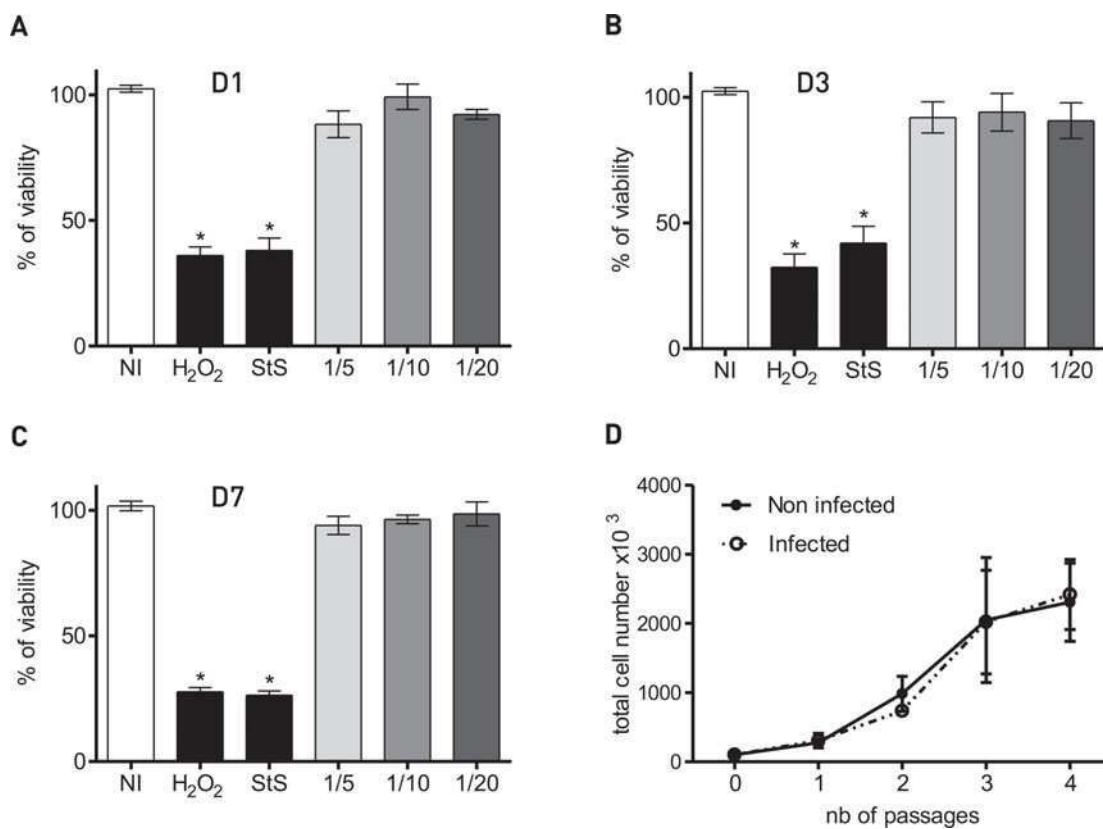 A
D1
% of viability
100
50
0
*
*
NI H₂O₂ StS 1/5 1/10 1/20
B
D3
% of viability
100
50
0
*
*
NI H₂O₂ StS 1/5 1/10 1/20
C
D7
% of viability
100
50
0
*
*
NI H₂O₂ StS 1/5 1/10 1/20
D
total cell number x10³
4000
3000
2000
1000
0
Non infected
Infected
0 1 2 3 4
nb of passages